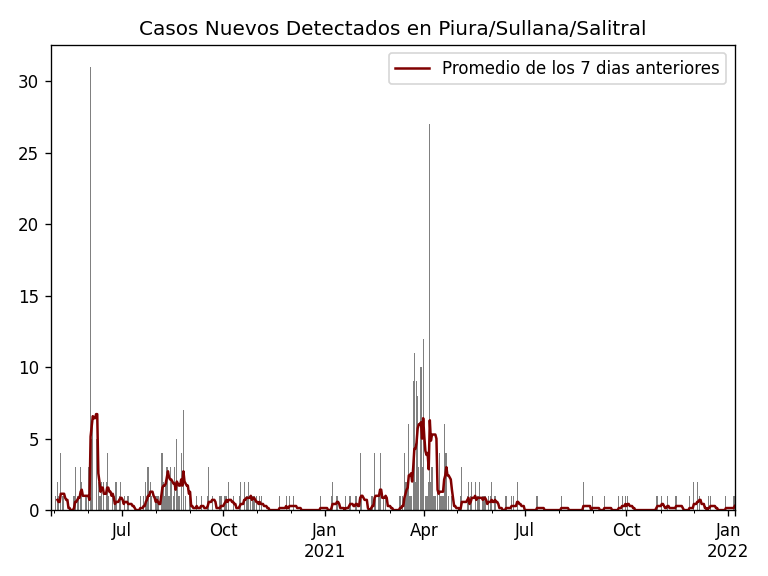 Casos Nuevos Detectados en Piura/Sullana/Salitral
Promedio de los 7 dias anteriores
30
25
20
15
10
5
0
Jul
Oct
Jan
2021
Apr
Jul
Oct
Jan
2022